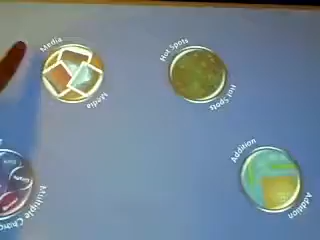 Media
Media
Hot Spots
Hot Spots
Addition
Addition
Multiple Choice